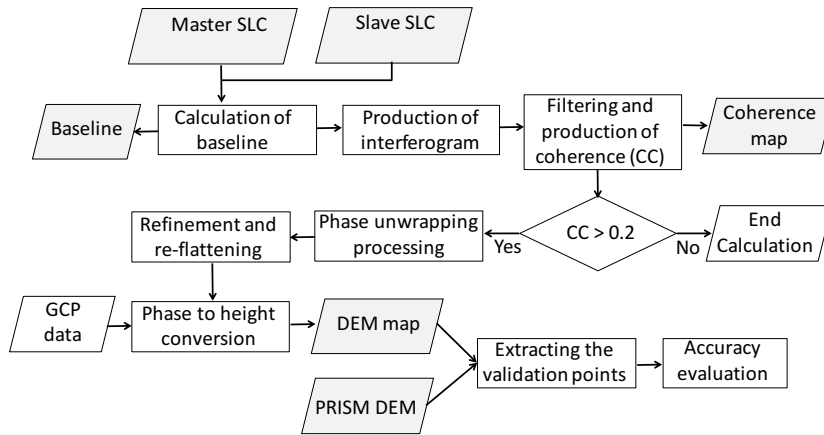 Master SLC
Slave SLC
Baseline
Calculation of
baseline
Production of
interferogram
Filtering and
production of
coherence (CC)
Coherence
map
Refinement and
re-flattening
Phase unwrapping
processing
Yes
CC > 0.2
No
End
Calculation
GCP
data
Phase to height
conversion
DEM map
PRISM DEM
Extracting the
validation points
Accuracy
evaluation